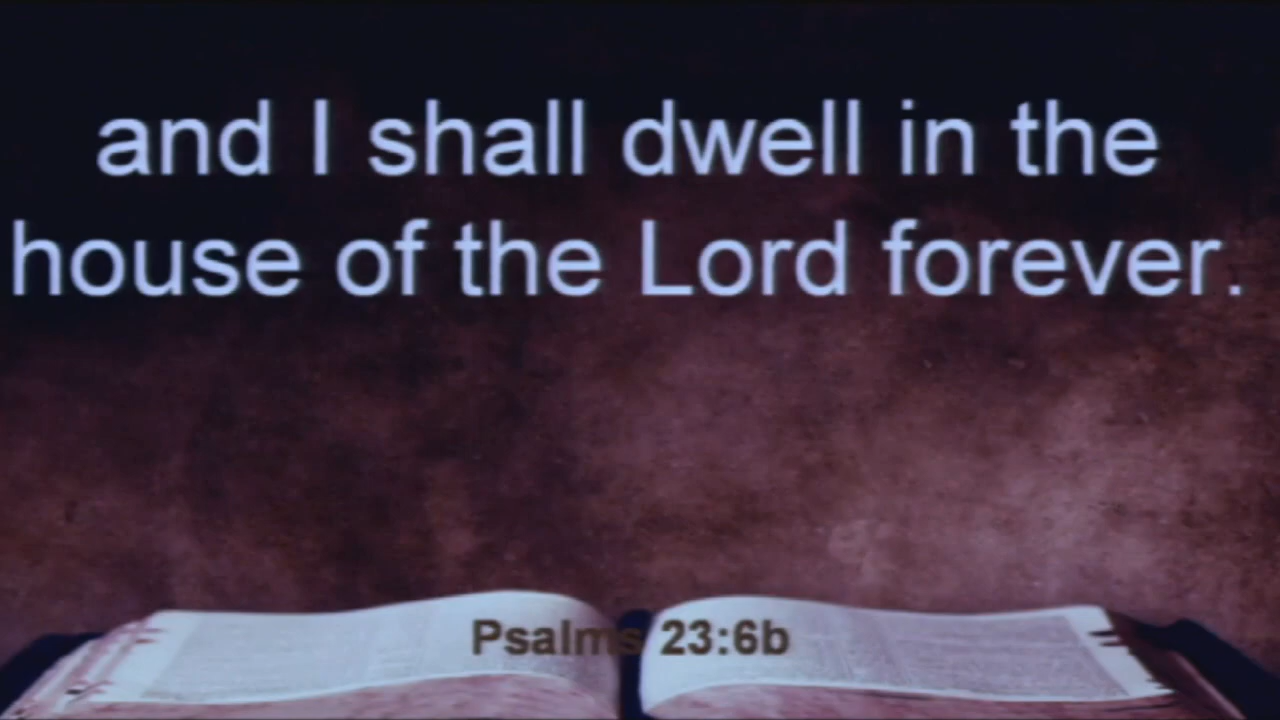 and I shall dwell in the
house of the Lord forever.
Psalms 23:6b